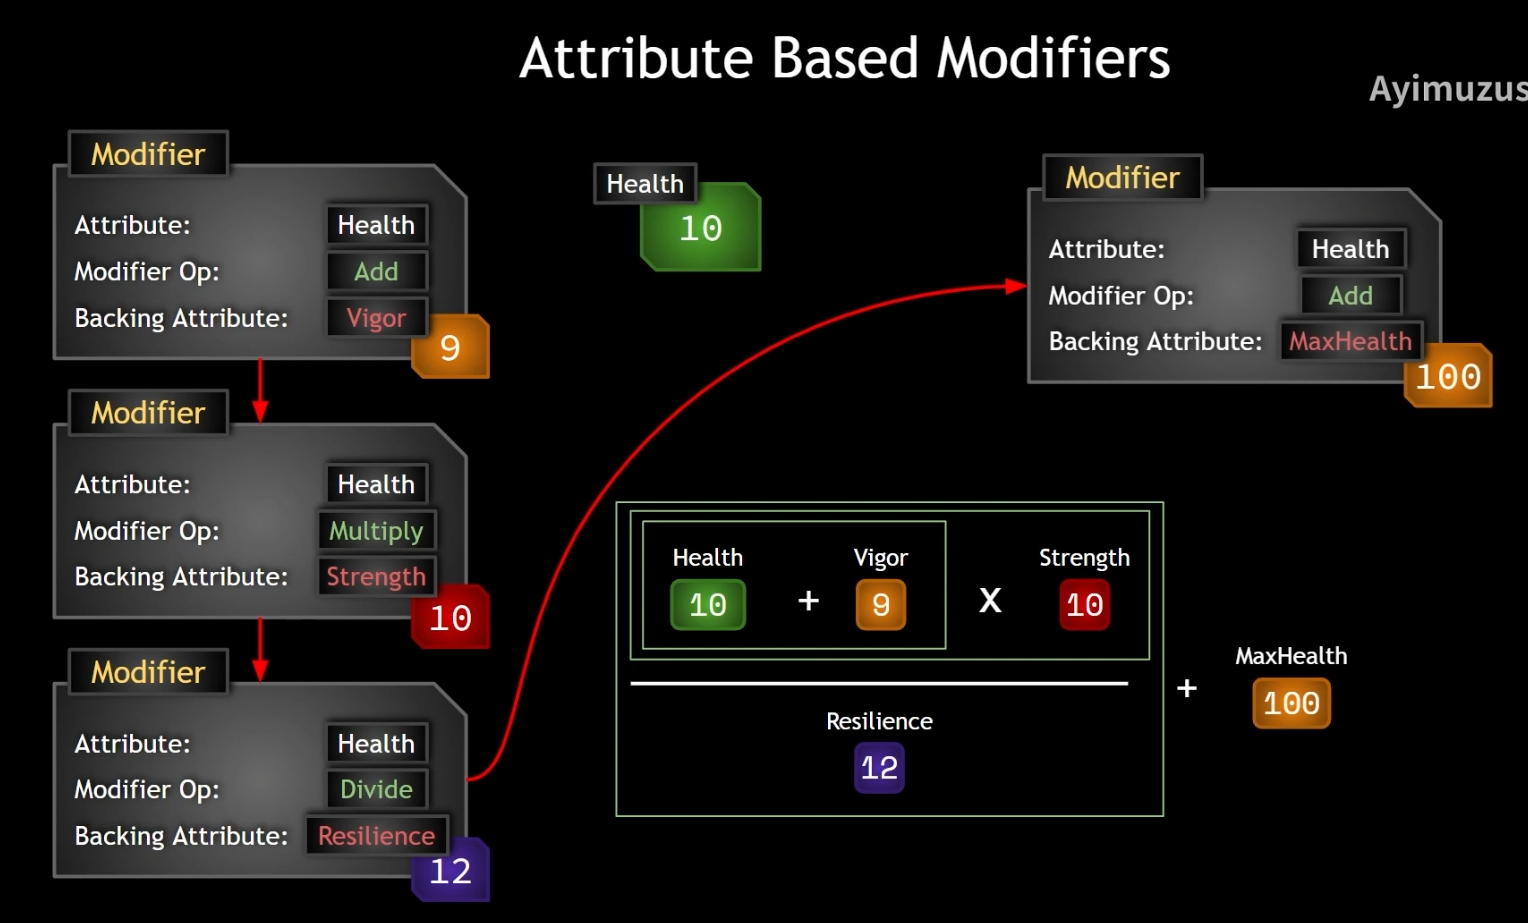 Attribute Based Modifiers
Ayimuzus
Modifier
Attribute: Health
Modifier Op: Add
Backing Attribute: Vigor
9
Modifier
Attribute: Health
Modifier Op: Multiply
Backing Attribute: Strength
10
Modifier
Attribute: Health
Modifier Op: Divide
Backing Attribute: Resilience
12
Health
10
Modifier
Attribute: Health
Modifier Op: Add
Backing Attribute: MaxHealth
100
Health Vigor Strength
10 + 9 X 10
Resilience
12
MaxHealth
+ 100